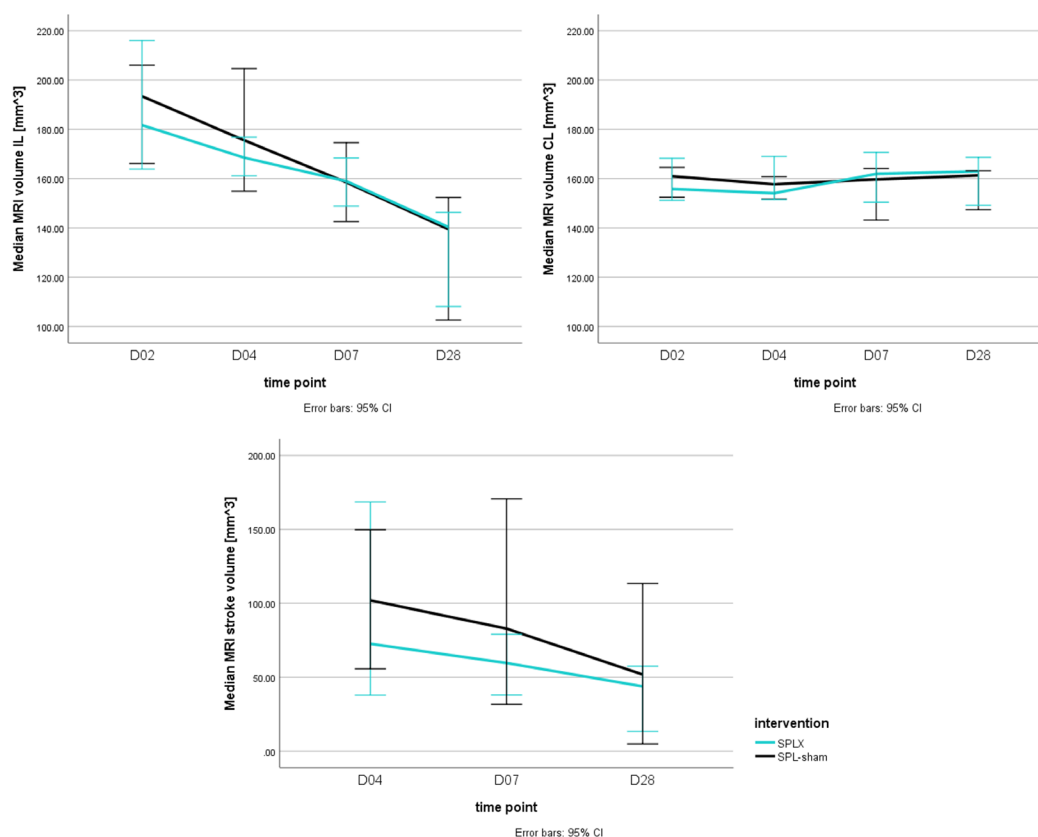 Median MRI volume IL [mm^3]
220.00
200.00
180.00
160.00
140.00
120.00
100.00
D02 D04 D07 D28
time point
Error bars: 95% CI
Median MRI volume CL [mm^3]
220.00
200.00
180.00
160.00
140.00
120.00
100.00
D02 D04 D07 D28
time point
Error bars: 95% CI
Median MRI stroke volume [mm^3]
200.00
150.00
100.00
50.00
.00
D04 D07 D28
time point
Error bars: 95% CI
intervention
SPLX
SPL-sham